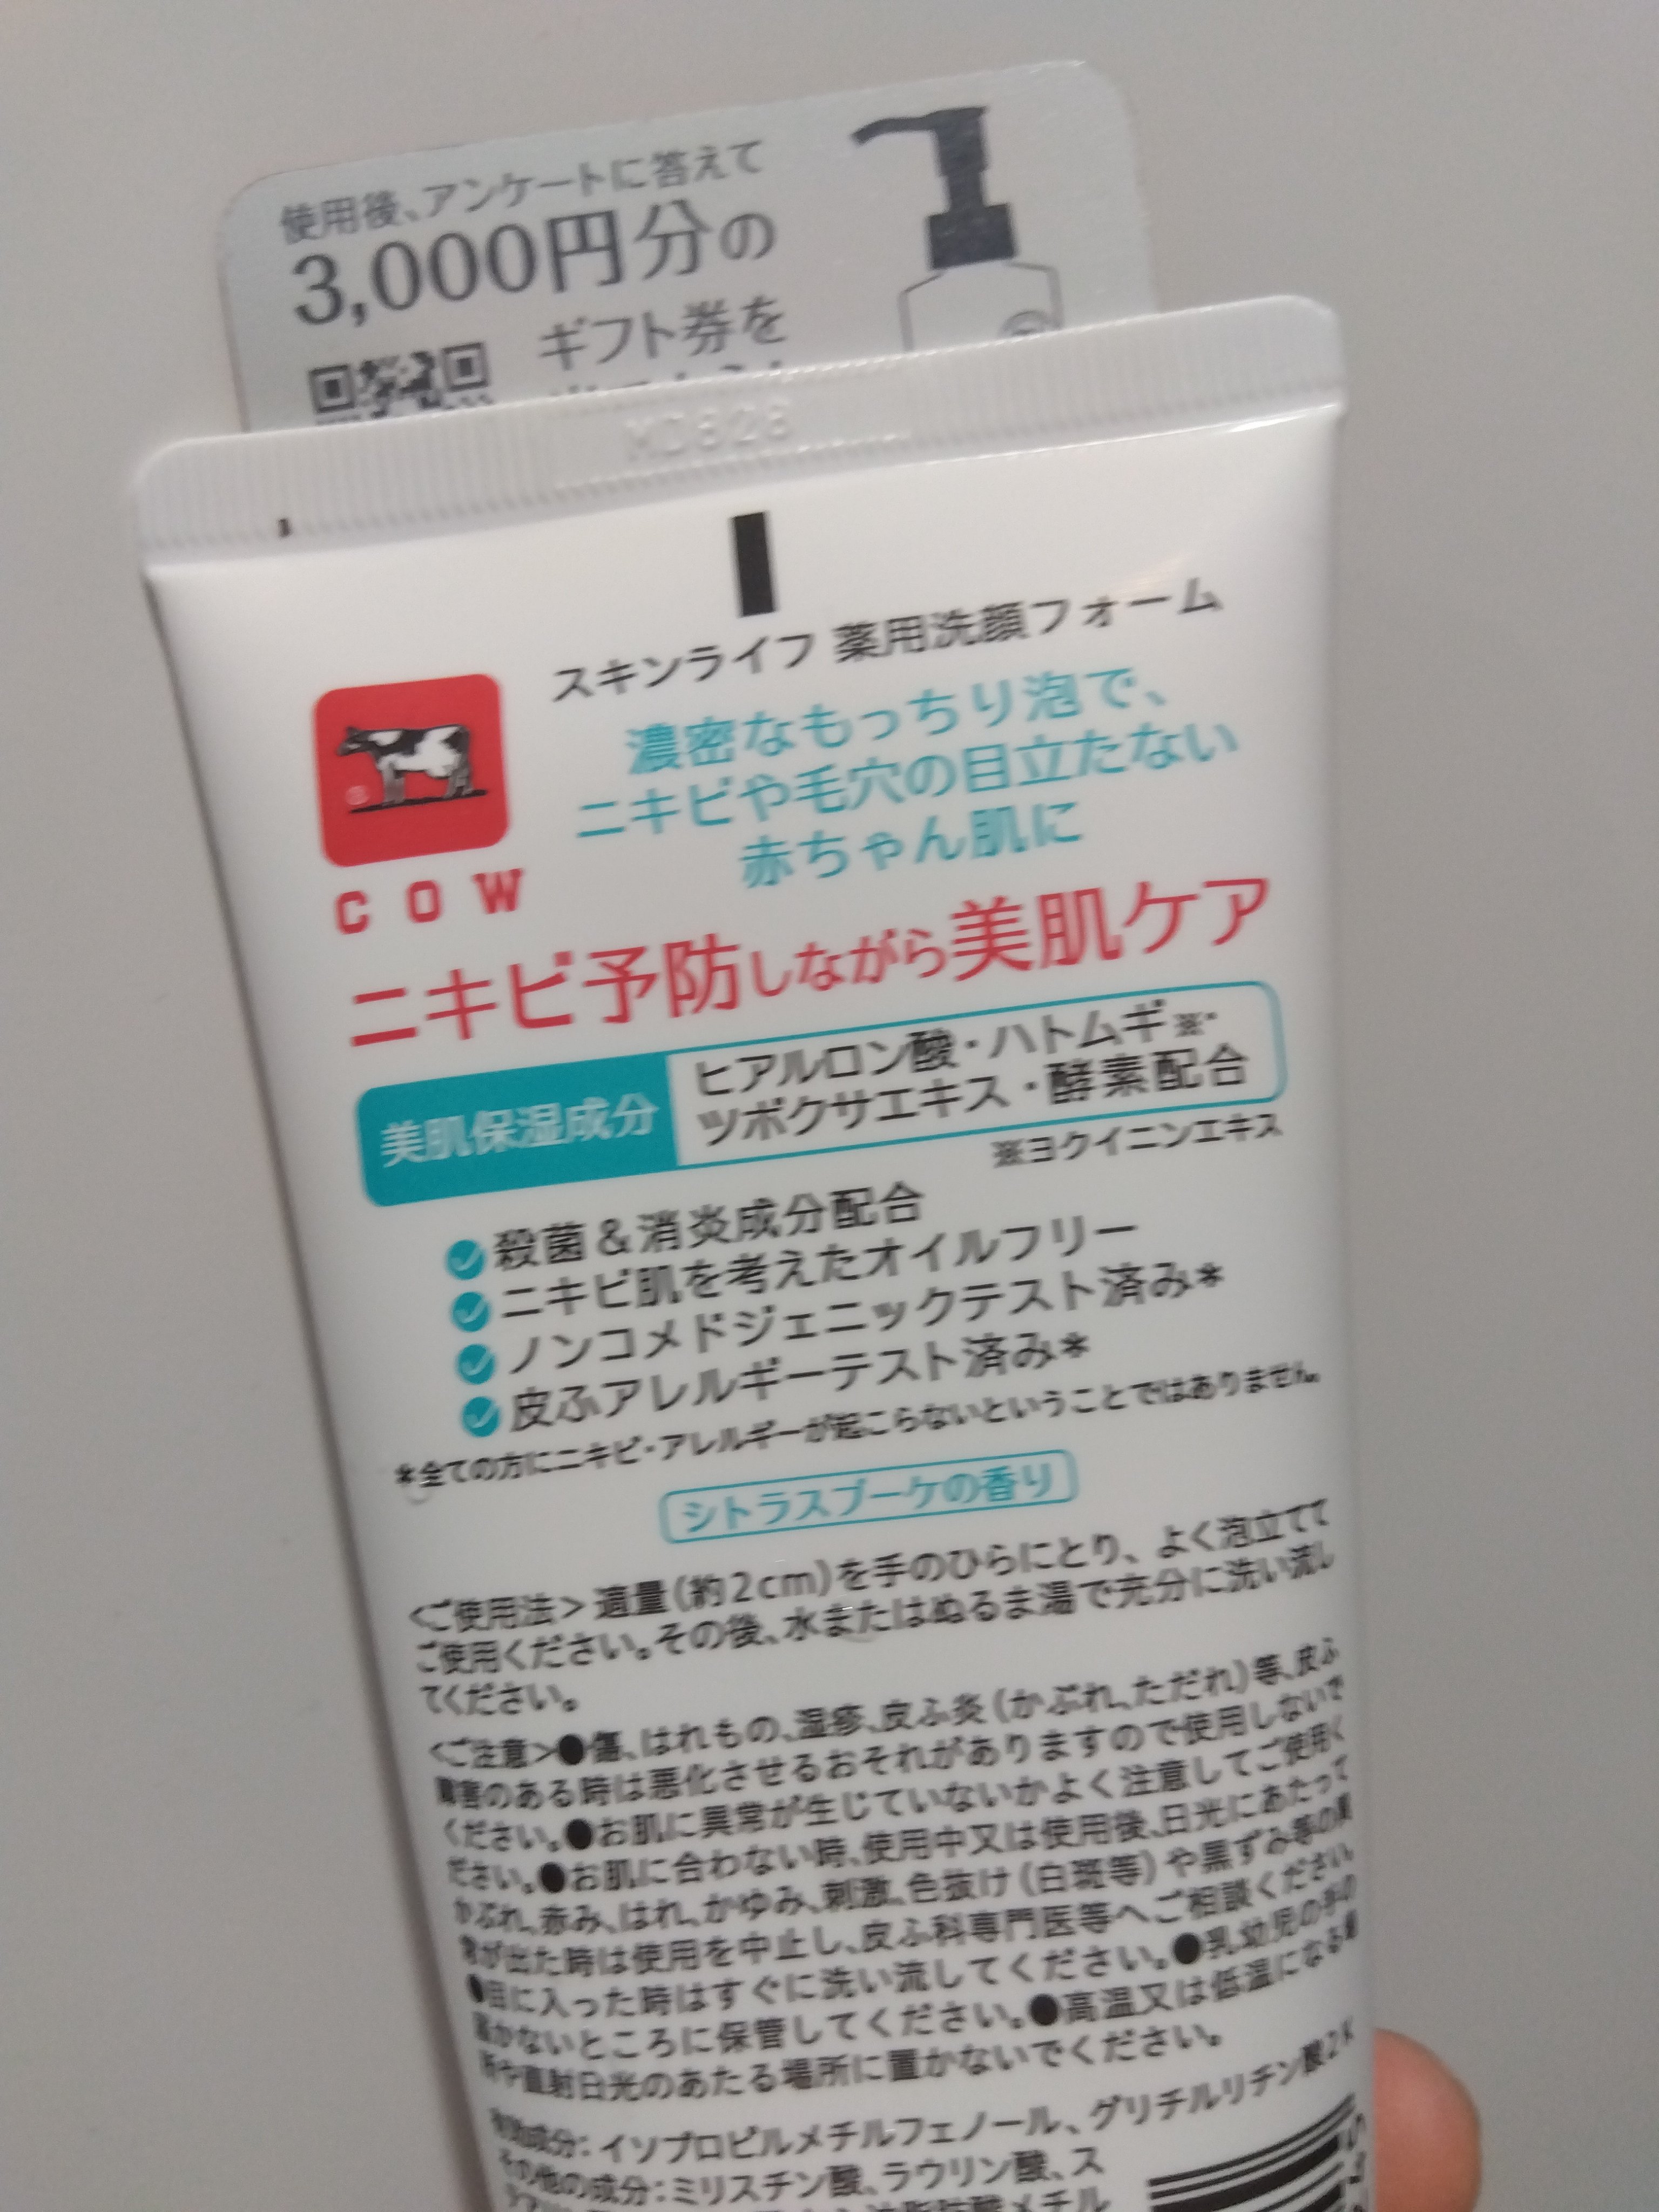 使用後、アンケートに答えて
3,000円分の
ギフト券を
MD828
スキンライフ 薬用洗顔フォーム
濃密なもっちり泡で、
ニキビや毛穴の目立たない
赤ちゃん肌に
COW
ニキビ予防しながら美肌ケア
美肌保湿成分
ヒアルロン酸・ハトムギ※・
ツボクサエキス・酵素配合
※ヨクイニンエキス
殺菌&消炎成分配合
ニキビ肌を考えたオイルフリー
ノンコメドジェニックテスト済み*
皮ふアレルギーテスト済み*
*全ての方にニキビ・アレルギーが起こらないということではありません。
シトラスブーケの香り
<ご使用法>適量(約2cm)を手のひらにとり、よく泡立てて
ご使用ください。その後、水またはぬるま湯で充分に洗い流し
てください。
<ご注意>●傷、はれもの、湿疹、皮ふ炎(かぶれ、ただれ)等、皮ふ
障害のある時は悪化させるおそれがありますので使用しないで
ください。●お肌に異常が生じていないかよく注意してご使用く
ださい。●お肌に合わない時、使用中又は使用後、日光にあたって
かぶれ、赤み、はれ、かゆみ、刺激、色抜け(白斑等)や黒ずみ等の異
常が出た時は使用を中止し、皮ふ科専門医等へご相談ください。
●目に入った時はすぐに洗い流してください。●乳幼児の手の
届かないところに保管してください。●高温又は低温になる場
所や直射日光のあたる場所に置かないでください。
有効成分:イソプロピルメチルフェノール、グリチルリチン酸2K
その他の成分:ミリスチン酸、ラウリン酸、ス